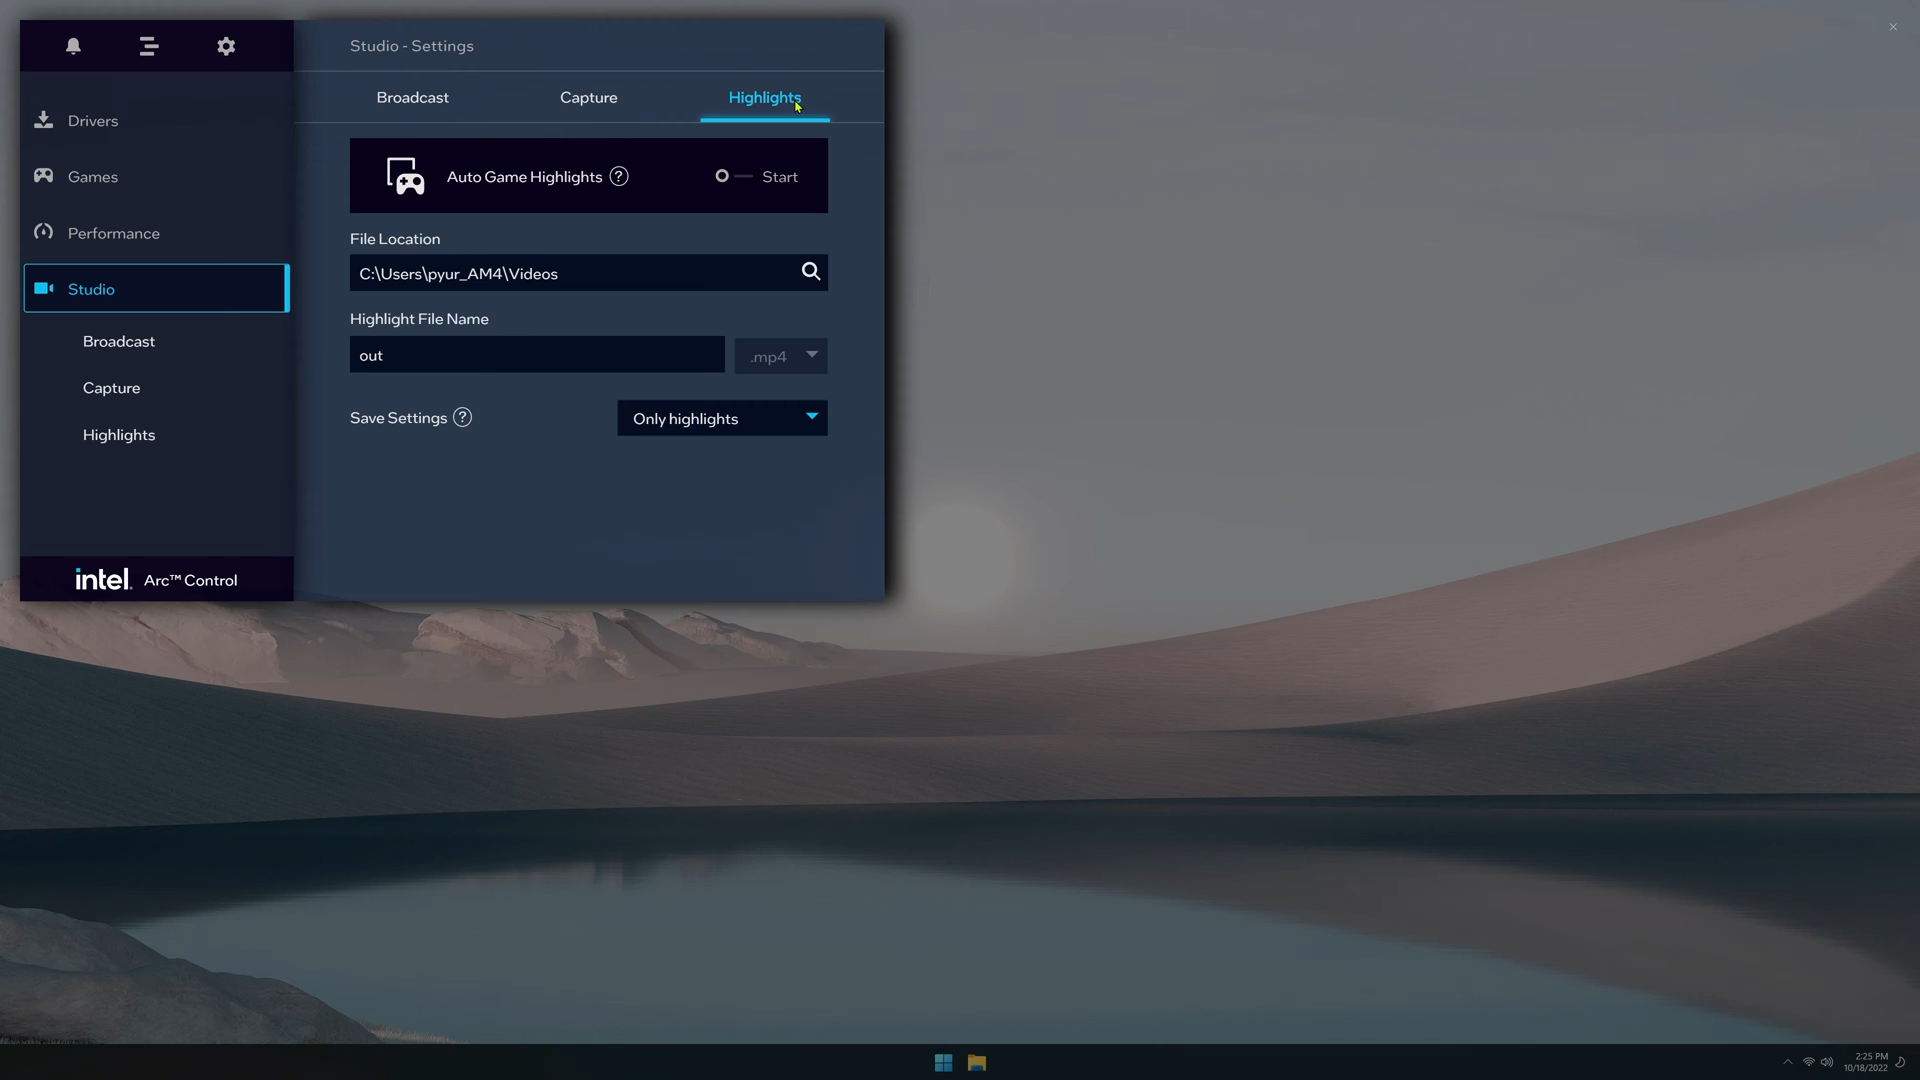 Studio - Settings
Broadcast
Capture
Highlights
Drivers
Games
Performance
Studio
Broadcast
Capture
Highlights
intel. Arc™ Control
Auto Game Highlights ?
Start
File Location
C:\Users\pyur_AM4\Videos
Highlight File Name
out
.mp4
Save Settings ?
Only highlights
2:25 PM
10/18/2022